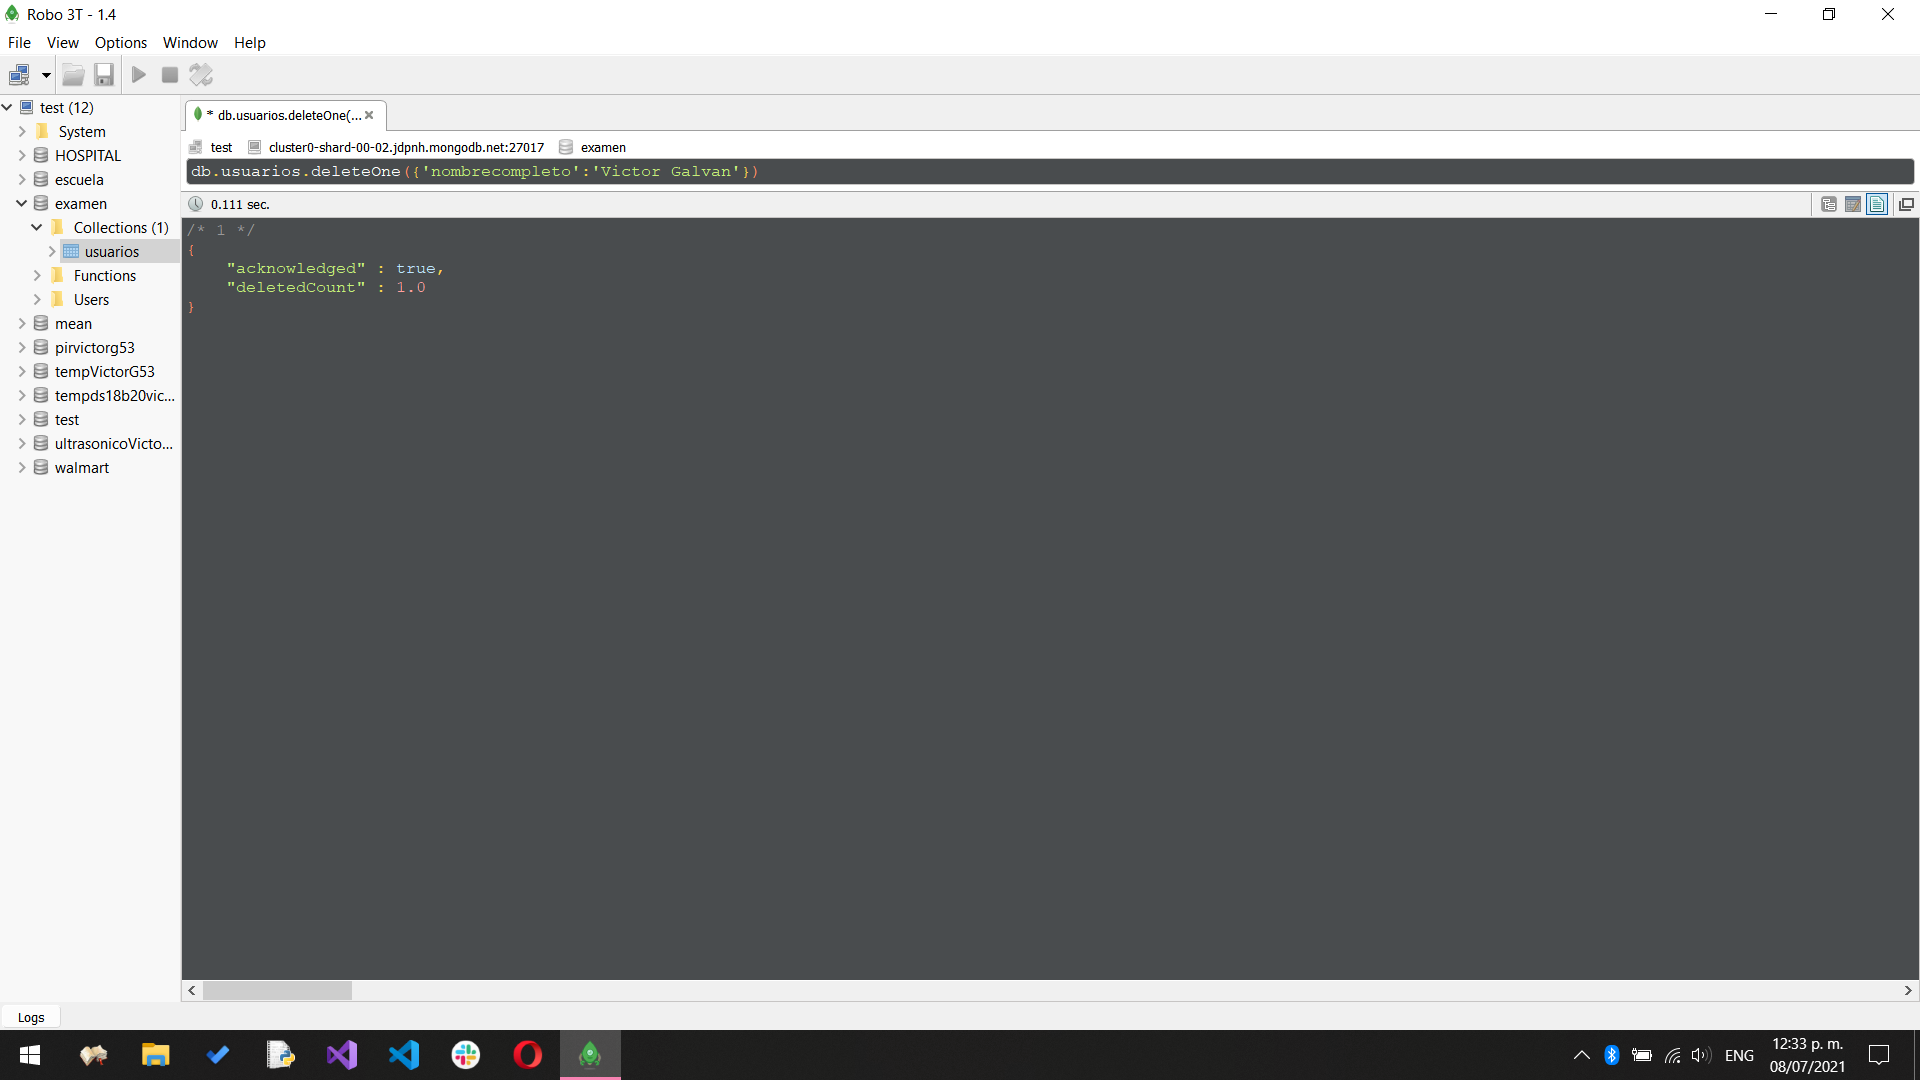 Robo 3T - 1.4
File View Options Window Help
test (12)
System
HOSPITAL
escuela
examen
Collections (1)
usuarios
Functions
Users
mean
pirvictorg53
tempVictorG53
tempds18b20vic...
test
ultrasonicoVicto...
walmart
* db.usuarios.deleteOne(...
test cluster0-shard-00-02.jdpnh.mongodb.net:27017 examen
db.usuarios.deleteOne({'nombrecompleto':'Victor Galvan'})
0.111 sec.
/* 1 */
{
"acknowledged" : true,
"deletedCount" : 1.0
}
Logs
ENG
12:33 p. m.
08/07/2021